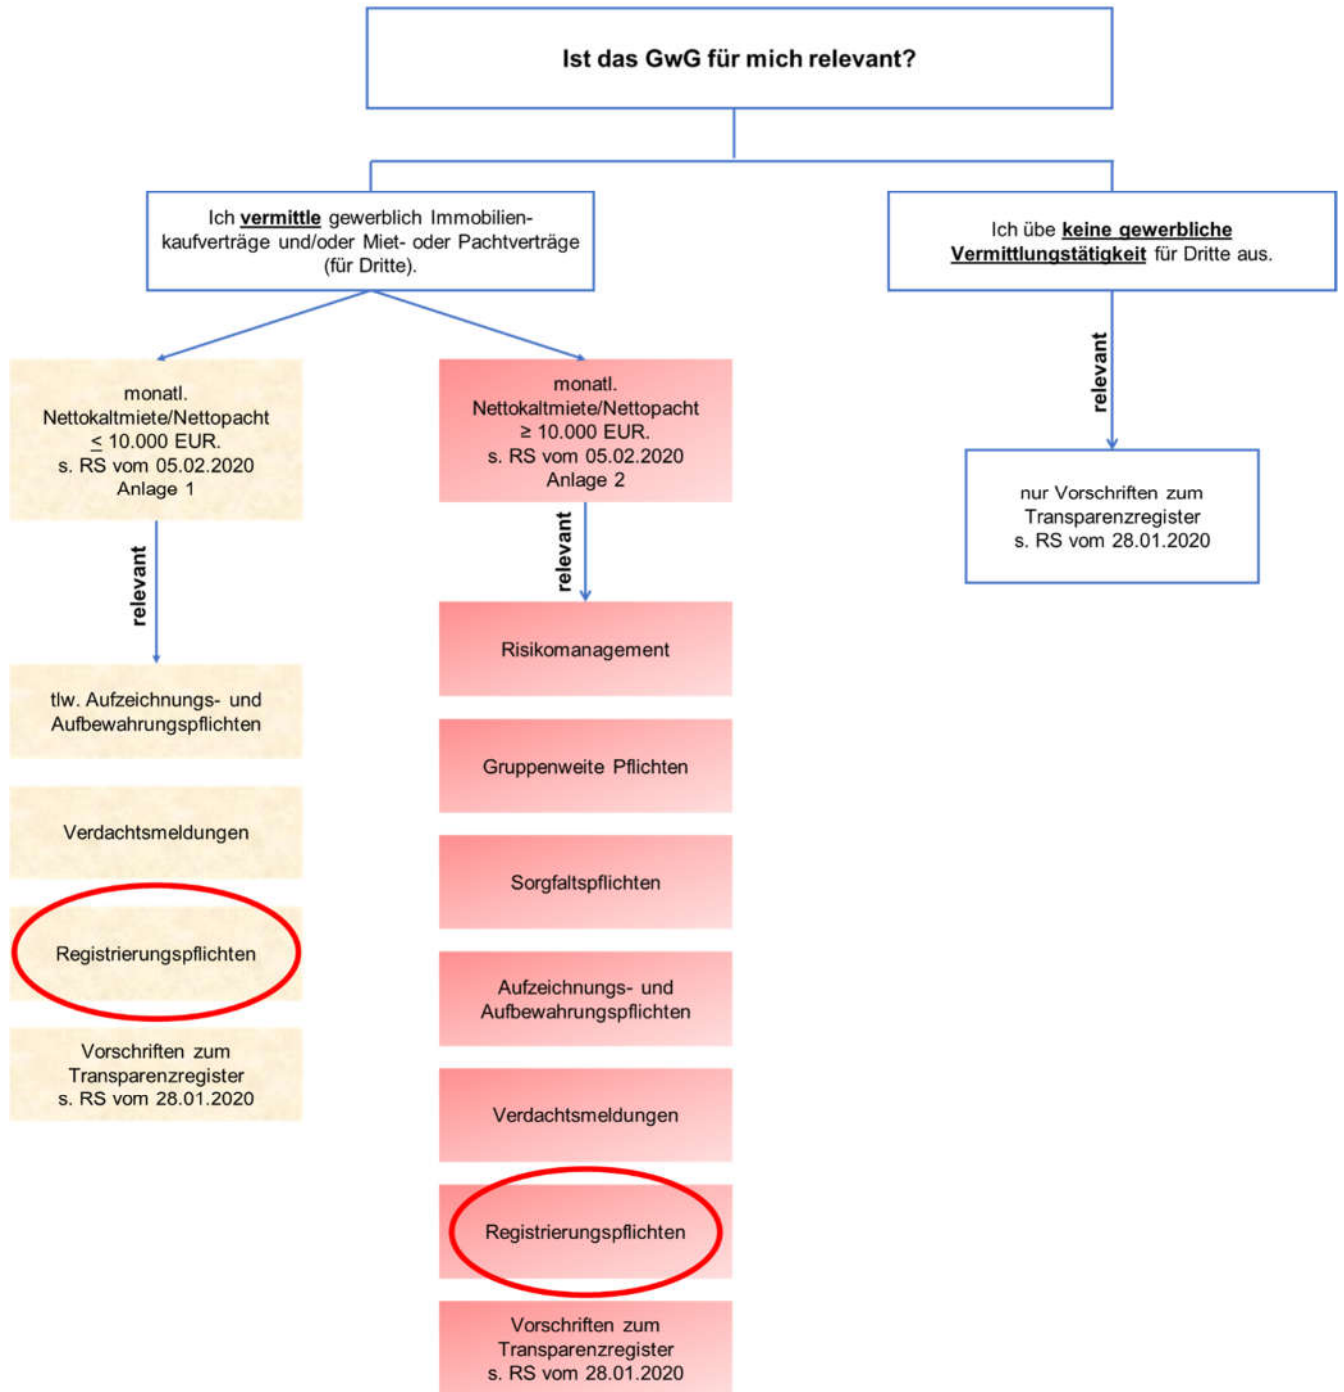 Ist das GwG für mich relevant?
Ich vermittle gewerblich Immobilien-
kaufverträge und/oder Miet- oder Pachtverträge
(für Dritte).
Ich übe keine gewerbliche
Vermittlungstätigkeit für Dritte aus.
monatl.
Nettokaltmiete/Nettopacht
≤ 10.000 EUR.
s. RS vom 05.02.2020
Anlage 1
relevant
tlw. Aufzeichnungs- und
Aufbewahrungspflichten
Verdachtsmeldungen
Registrierungspflichten
Vorschriften zum
Transparenzregister
s. RS vom 28.01.2020
monatl.
Nettokaltmiete/Nettopacht
≥ 10.000 EUR.
s. RS vom 05.02.2020
Anlage 2
relevant
Risikomanagement
Gruppenweite Pflichten
Sorgfaltspflichten
Aufzeichnungs- und
Aufbewahrungspflichten
Verdachtsmeldungen
Registrierungspflichten
Vorschriften zum
Transparenzregister
s. RS vom 28.01.2020
relevant
nur Vorschriften zum
Transparenzregister
s. RS vom 28.01.2020